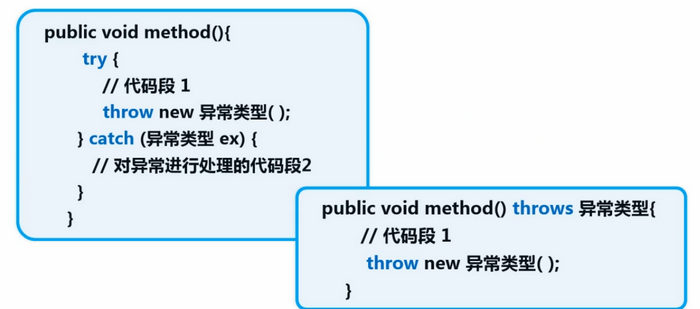 public void method(){
try {
// 代码段 1
throw new 异常类型( );
} catch (异常类型 ex) {
// 对异常进行处理的代码段2
}
}
public void method() throws 异常类型{
// 代码段 1
throw new 异常类型( );
}